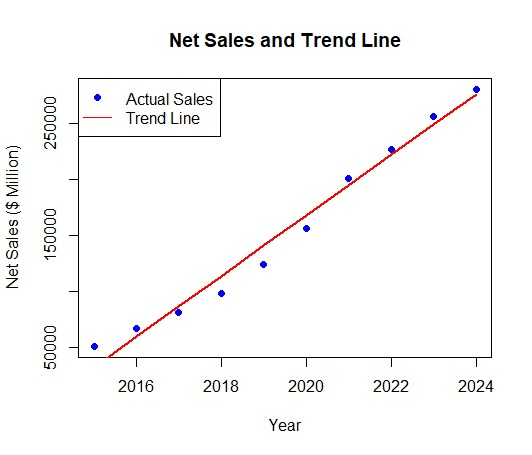 Net Sales and Trend Line
Actual Sales
Trend Line
Net Sales ($ Million)
250000
150000
50000
2016 2018 2020 2022 2024
Year